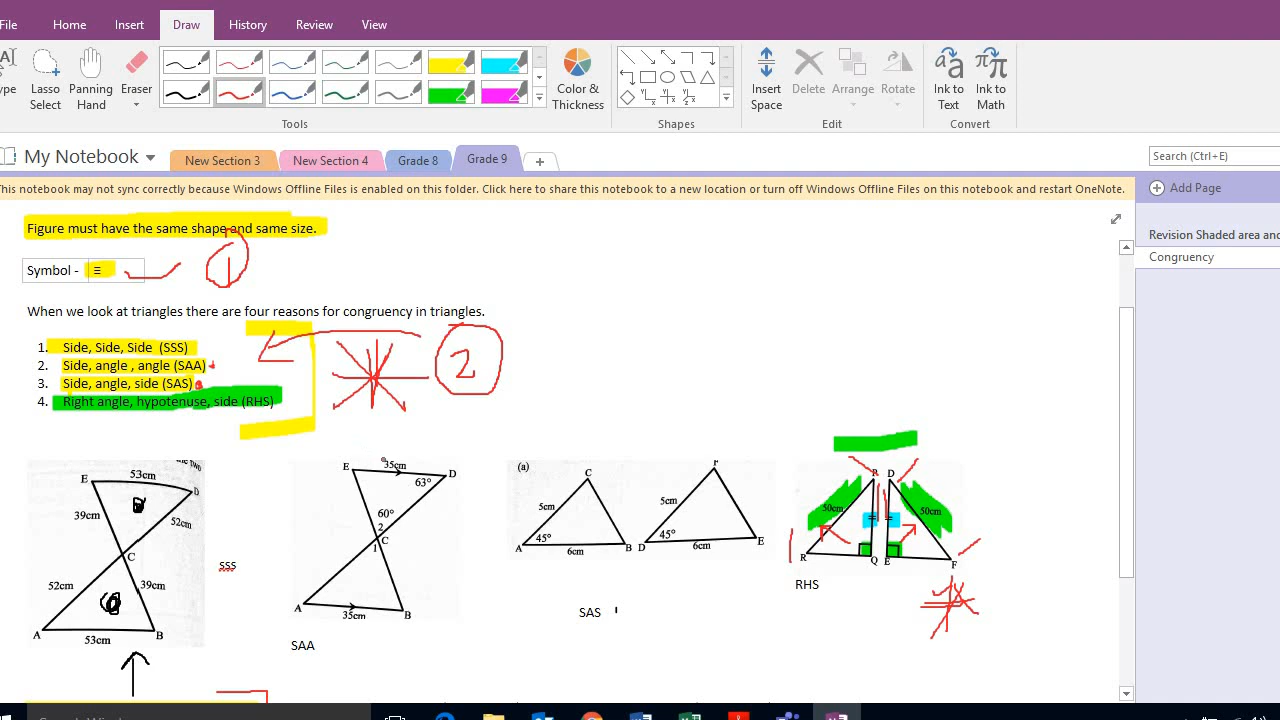 File Home Insert Draw History Review View
Lasso Select
Panning Hand
Eraser
Color & Thickness
Insert Space
Delete
Arrange
Rotate
Ink to Text
Ink to Math
Tools Shapes Edit Convert
My Notebook New Section 3 New Section 4 Grade 8 Grade 9 Search (Ctrl+E)
This notebook may not sync correctly because Windows Offline Files is enabled on this folder. Click here to share this notebook to a new location or turn off Windows Offline Files on this notebook and restart OneNote.
Add Page
Revision Shaded area and
Congruency
Figure must have the same shape and same size.
Symbol - ≡
1
When we look at triangles there are four reasons for congruency in triangles.
1. Side, Side, Side (SSS)
2. Side, angle , angle (SAA)
3. Side, angle, side (SAS)
4. Right angle, hypotenuse, side (RHS)
2
E 53cm D
39cm 52cm
C
52cm 39cm
A 53cm B
SSS
E 35cm D
63°
60°
2
1 C
A 35cm B
SAA
(a)
C
5cm
45°
A 6cm B
F
5cm
45°
D 6cm E
SAS
R D
50cm 50cm
R Q E F
RHS